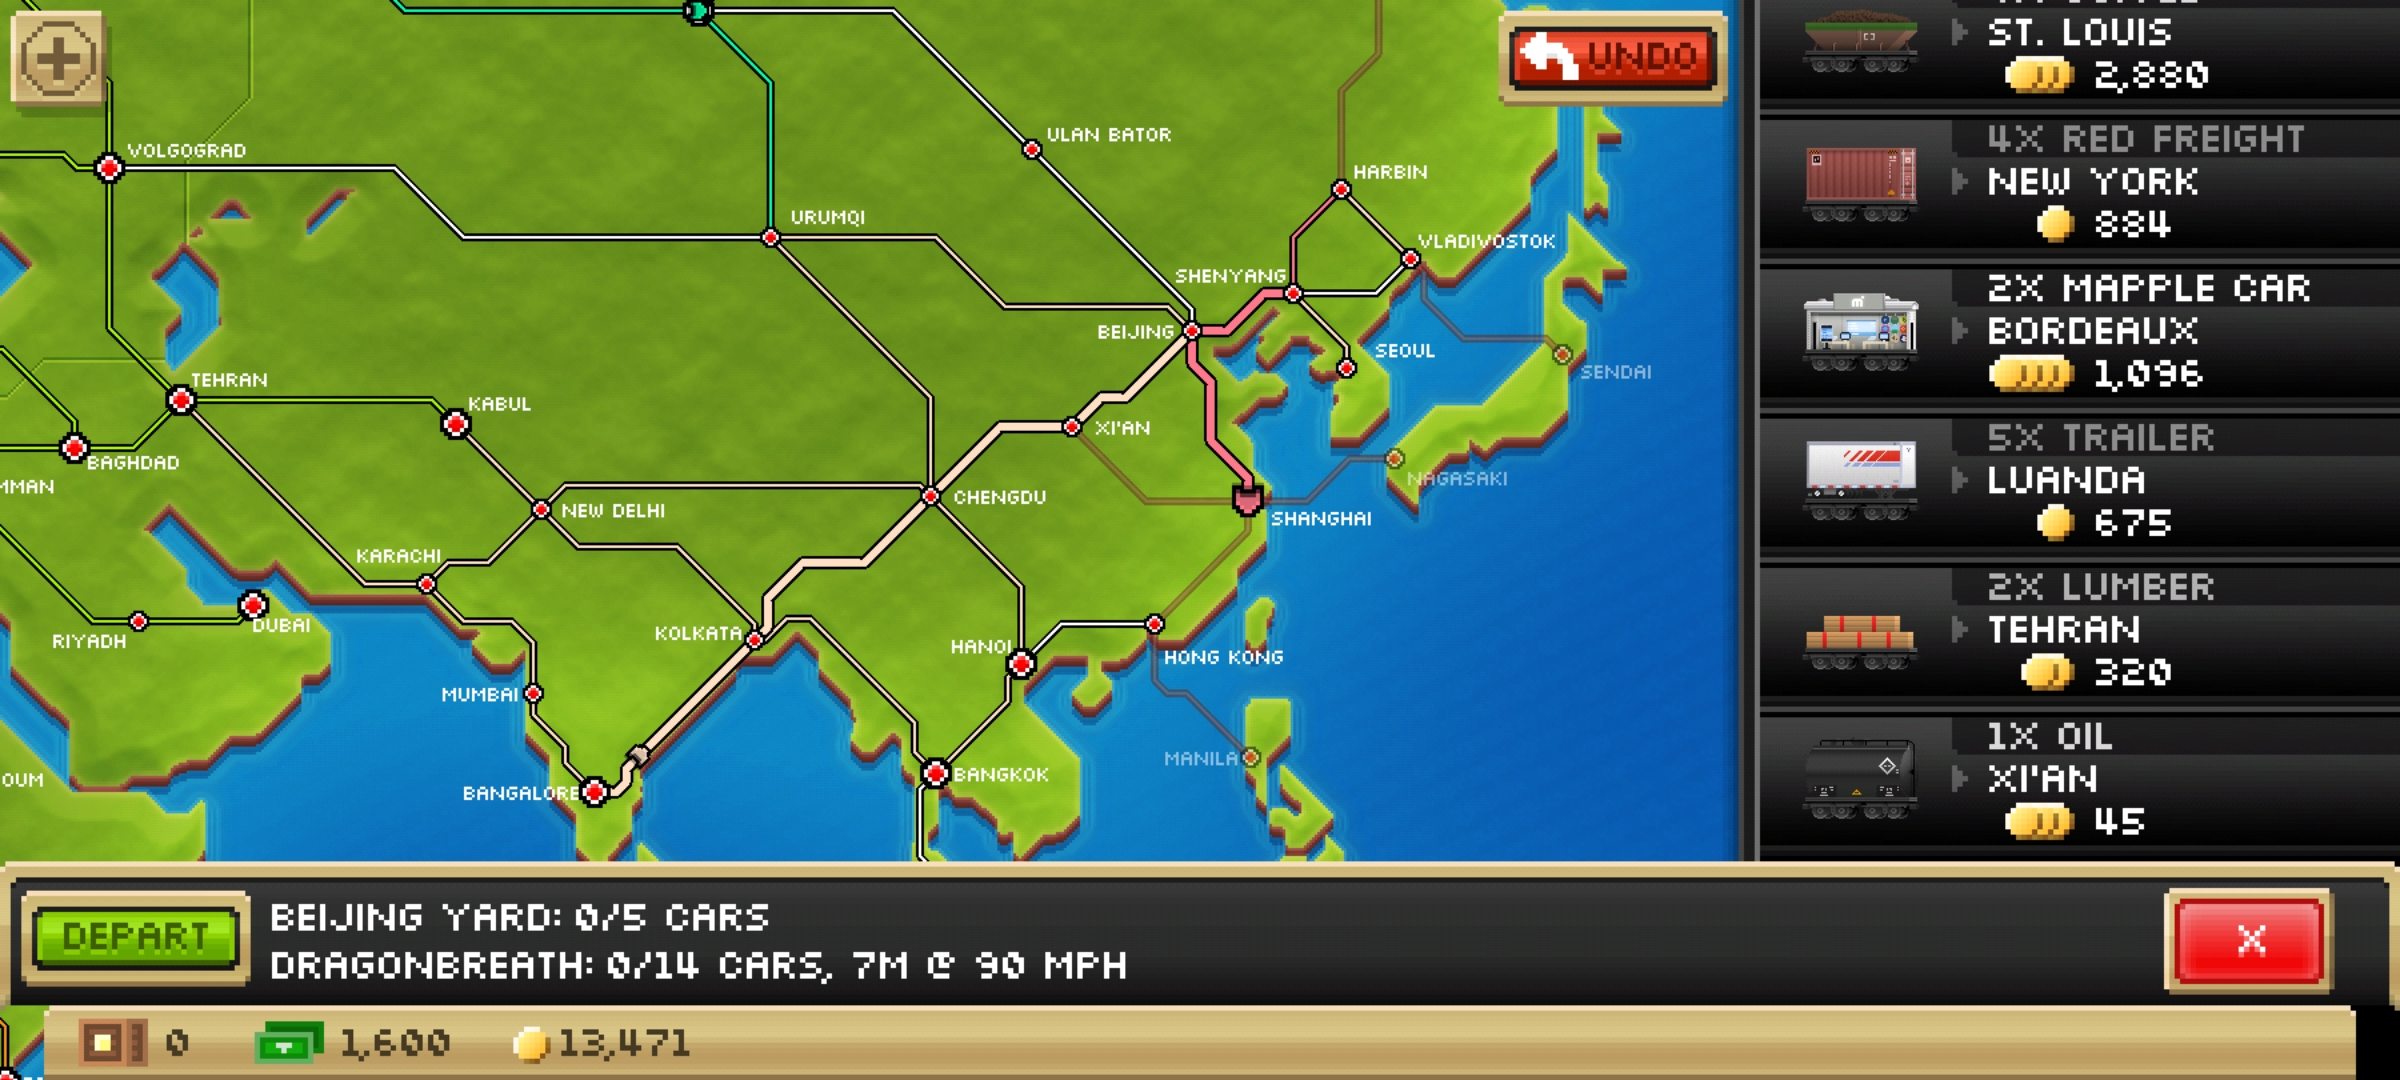 UNDO
VOLGOGRAD
ULAN BATOR
HARBIN
URUMQI
VLADIVOSTOK
SHENYANG
BEIJING
SEOUL
SENDAI
TEHRAN
KABUL
XI'AN
BAGHDAD
NAGASAKI
MMAN
CHENGDU
NEW DELHI
SHANGHAI
KARACHI
DUBAI
RIYADH
KOLKATA
HANOI
HONG KONG
MUMBAI
MANILA
BANGKOK
OUM
BANGALORE
ST. LOUIS
2,880
4X RED FREIGHT
NEW YORK
884
2X MAPPLE CAR
BORDEAUX
1,096
5X TRAILER
LUANDA
675
2X LUMBER
TEHRAN
320
1X OIL
XI'AN
45
DEPART
BEIJING YARD: 0/5 CARS
DRAGONBREATH: 0/14 CARS, 7M @ 90 MPH
X
0
1,600
13,471